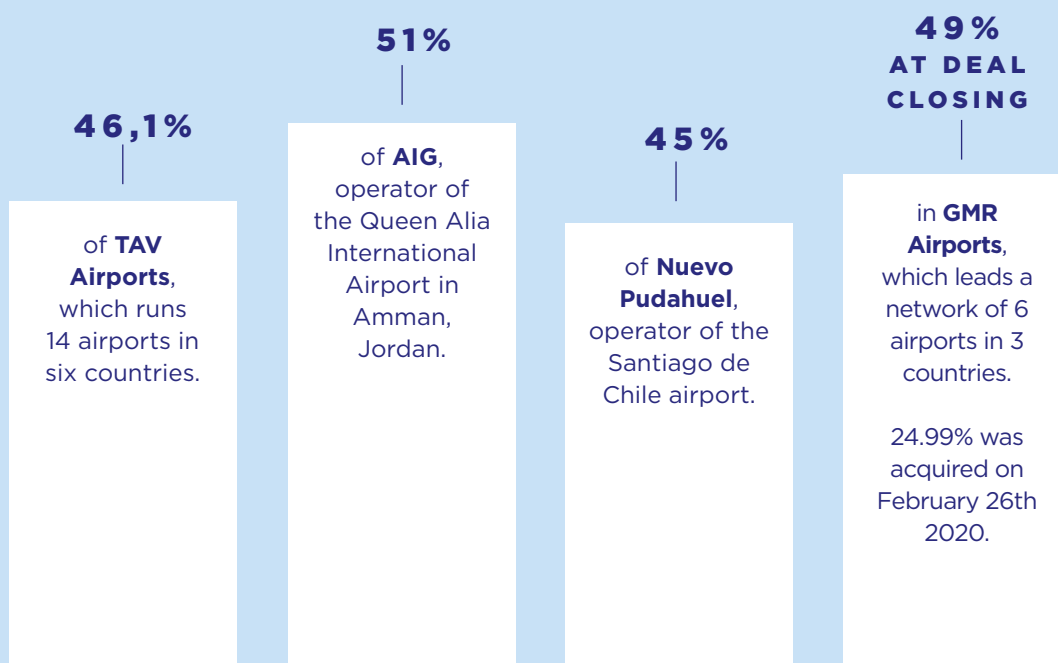 46,1%
of TAV
Airports,
which runs
14 airports in
six countries.
51%
of AIG,
operator of
the Queen Alia
International
Airport in
Amman,
Jordan.
45%
of Nuevo
Pudahuel,
operator of the
Santiago de
Chile airport.
49%
AT DEAL
CLOSING
in GMR
Airports,
which leads a
network of 6
airports in 3
countries.
24.99% was
acquired on
February 26th
2020.